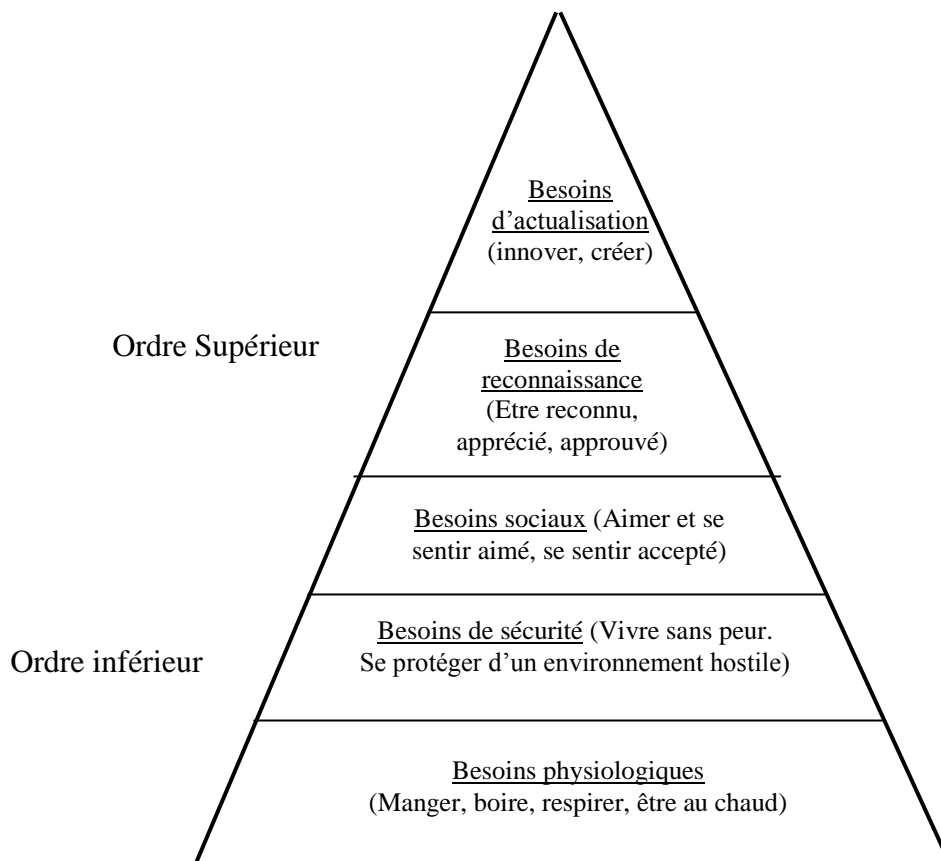 Besoins
d'actualisation
(innover, créer)
Ordre Supérieur
Besoins de
reconnaissance
(Etre reconnu,
apprécié, approuvé)
Besoins sociaux (Aimer et se
sentir aimé, se sentir accepté)
Besoins de sécurité (Vivre sans peur.
Se protéger d'un environnement hostile)
Ordre inférieur
Besoins physiologiques
(Manger, boire, respirer, être au chaud)